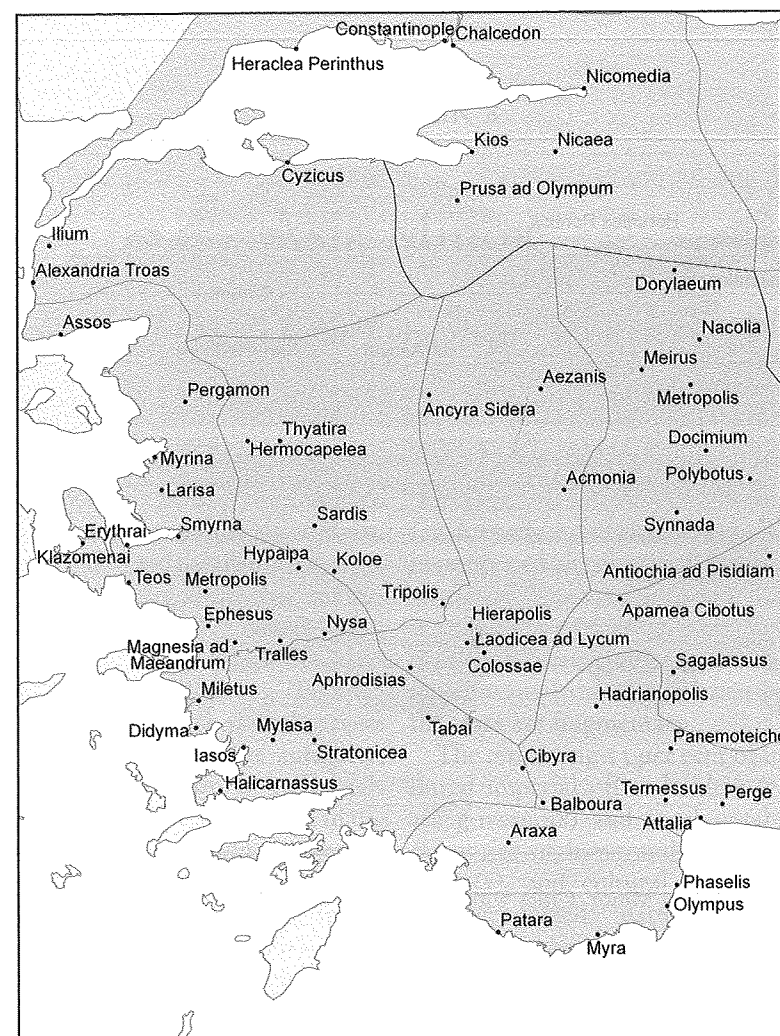 Constantinople
Chalcedon
Heraclea Perinthus
Nicomedia
Kios
Nicaea
Cyzicus
Prusa ad Olympum
Ilium
Alexandria Troas
Dorylaeum
Assos
Nacolia
Meirus
Aezanis
Pergamon
Ancyra Sidera
Metropolis
Thyatira
Hermocapelea
Docimium
Myrina
Polybotus
Larisa
Acmonia
Sardis
Synnada
Erythrai
Smyrna
Klazomenai
Hypaipa
Koloe
Antiochia ad Pisidiam
Teos
Metropolis
Tripolis
Apamea Cibotus
Ephesus
Nysa
Hierapolis
Magnesia ad
Maeandrum
Tralles
Laodicea ad Lycum
Colossae
Aphrodisias
Sagalassus
Miletus
Hadrianopolis
Didyma
Mylasa
Tabai
Iasos
Stratonicea
Panemoteiche
Cibyra
Halicarnassus
Termessus
Perge
Balboura
Attalia
Araxa
Phaselis
Olympus
Patara
Myra